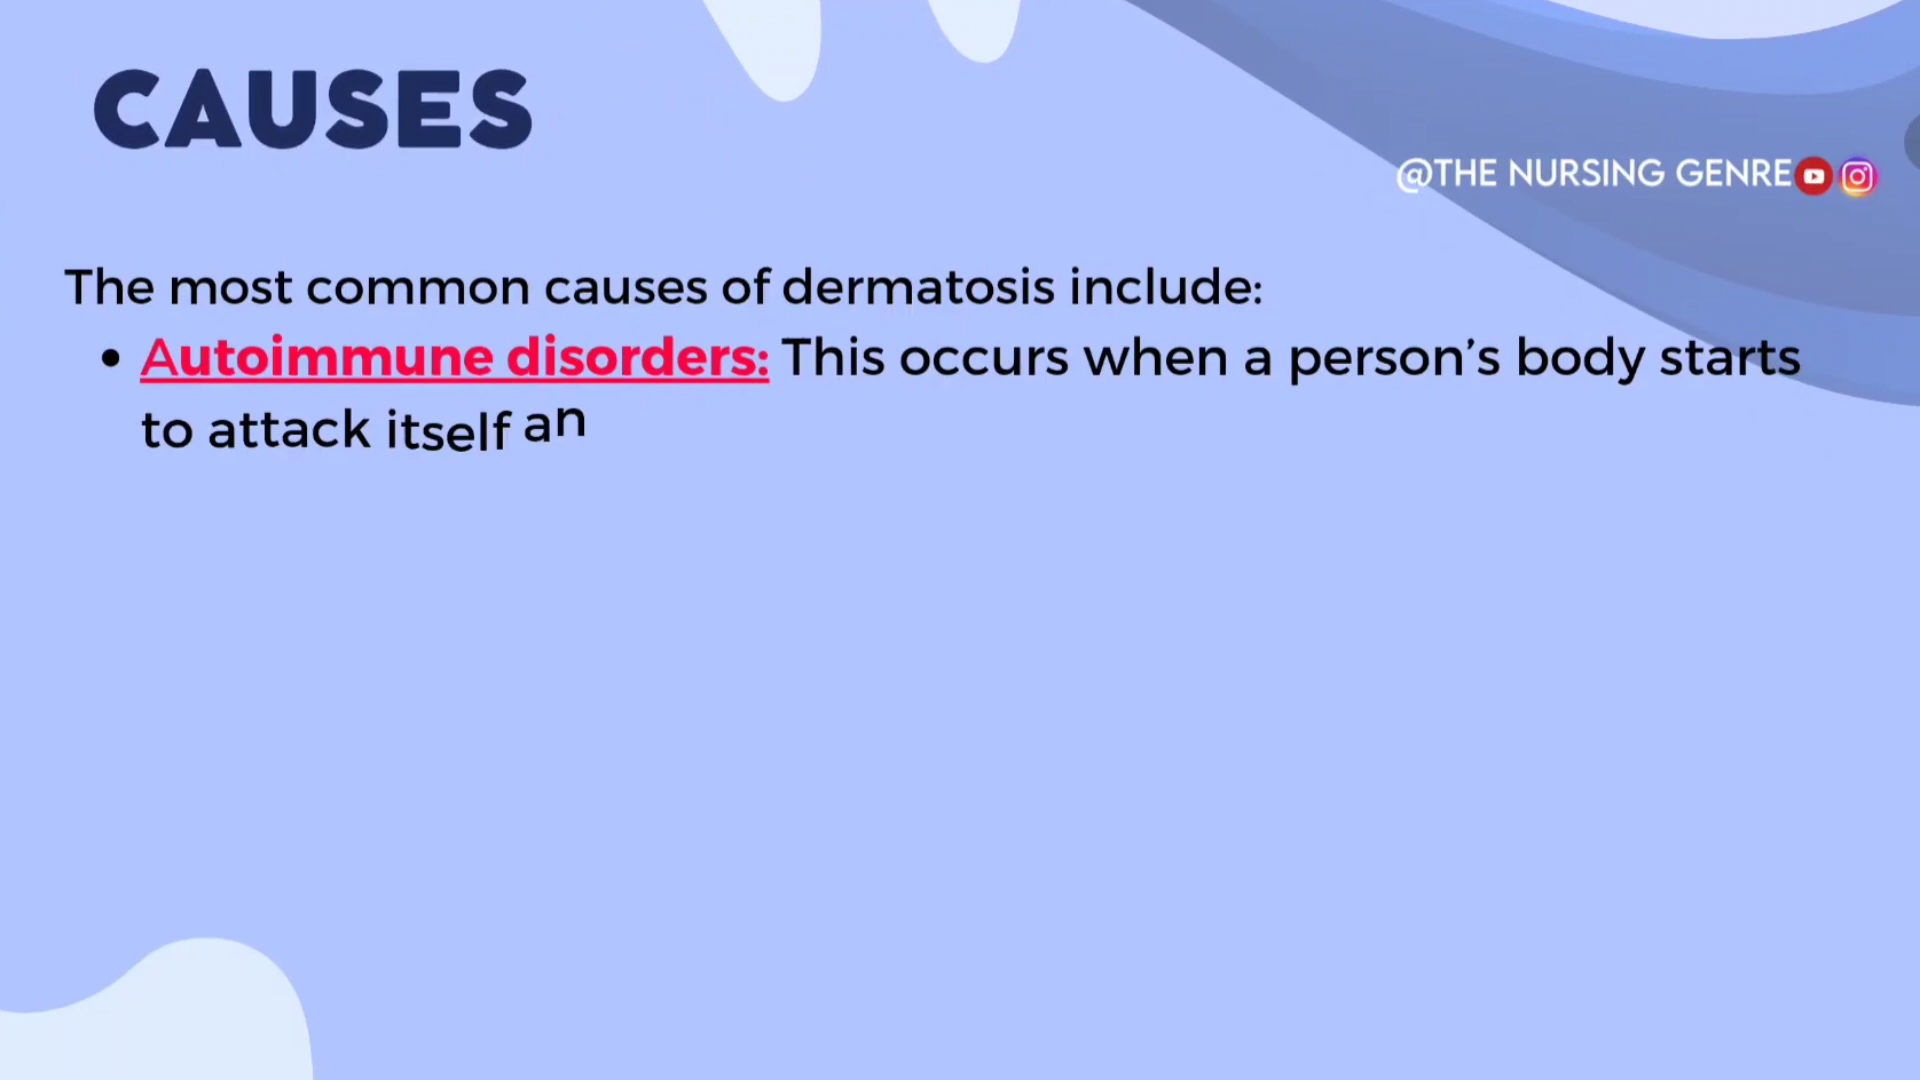 CAUSES
@THE NURSING GENRE
The most common causes of dermatosis include:
• Autoimmune disorders: This occurs when a person’s body starts
to attack itself an